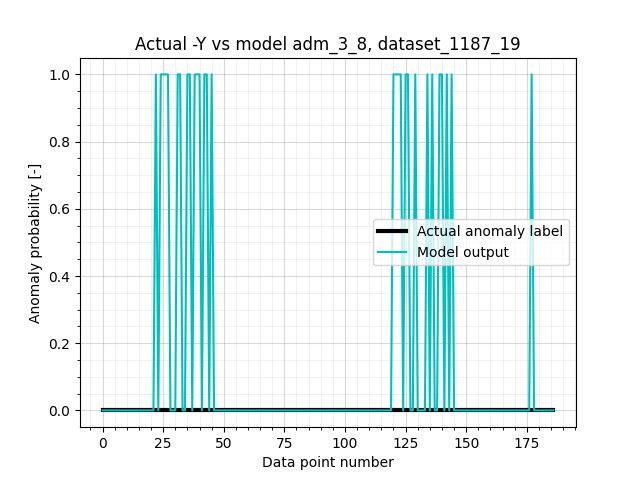 Actual -Y vs model adm_3_8, dataset_1187_19
1.0
0.8
0.6
0.4
0.2
0.0
Anomaly probability [-]
Actual anomaly label
Model output
0 25 50 75 100 125 150 175
Data point number